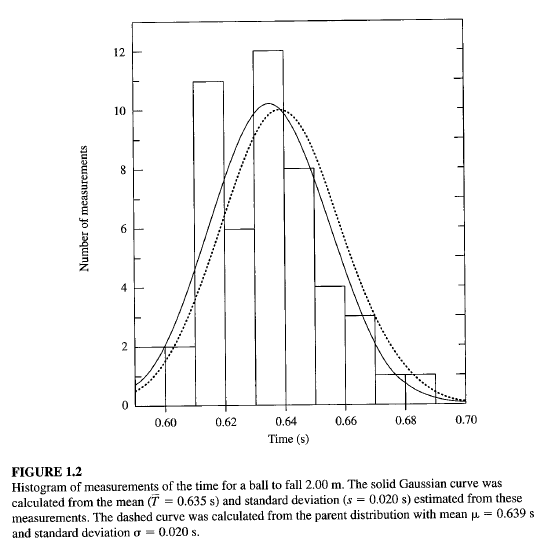 12
10
8
6
4
2
0
Number of measurements
0.60 0.62 0.64 0.66 0.68 0.70
Time (s)
FIGURE 1.2
Histogram of measurements of the time for a ball to fall 2.00 m. The solid Gaussian curve was
calculated from the mean (T̅ = 0.635 s) and standard deviation (s = 0.020 s) estimated from these
measurements. The dashed curve was calculated from the parent distribution with mean μ = 0.639 s
and standard deviation σ = 0.020 s.